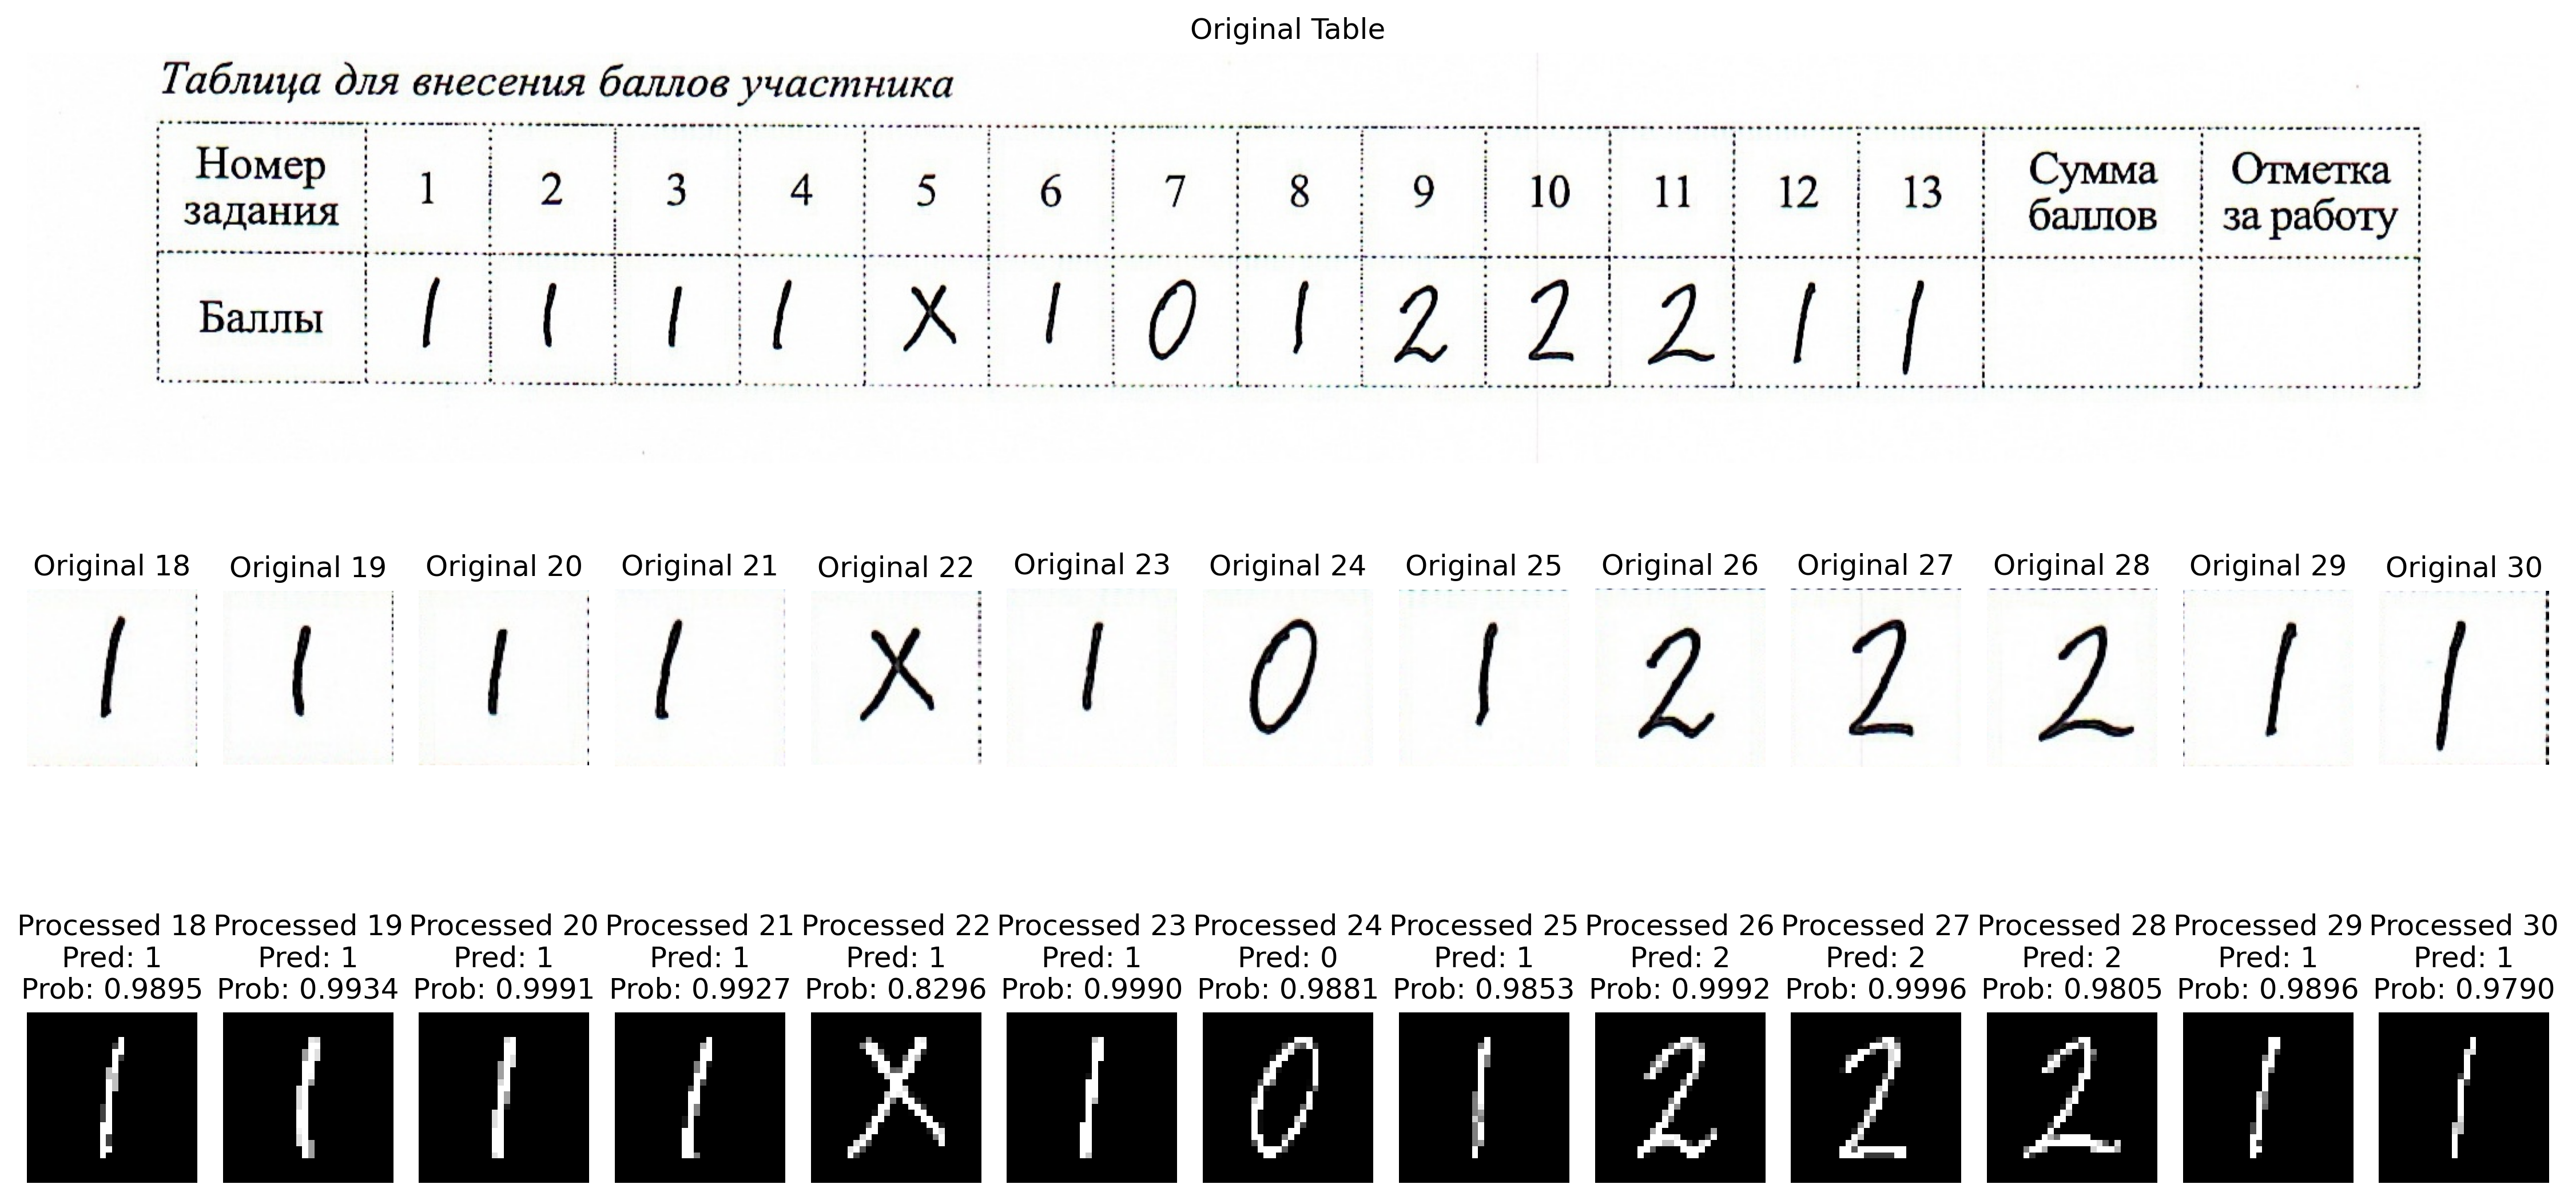 Original Table
Таблица для внесения баллов участника
Номер задания 1 2 3 4 5 6 7 8 9 10 11 12 13 Сумма баллов Отметка за работу
Баллы 1 1 1 1 X 1 0 1 2 2 2 1 1
Original 18 Original 19 Original 20 Original 21 Original 22 Original 23 Original 24 Original 25 Original 26 Original 27 Original 28 Original 29 Original 30
1 1 1 1 X 1 0 1 2 2 2 1 1
Processed 18 Processed 19 Processed 20 Processed 21 Processed 22 Processed 23 Processed 24 Processed 25 Processed 26 Processed 27 Processed 28 Processed 29 Processed 30
Pred: 1 Pred: 1 Pred: 1 Pred: 1 Pred: 1 Pred: 1 Pred: 0 Pred: 1 Pred: 2 Pred: 2 Pred: 2 Pred: 1 Pred: 1
Prob: 0.9895 Prob: 0.9934 Prob: 0.9991 Prob: 0.9927 Prob: 0.8296 Prob: 0.9990 Prob: 0.9881 Prob: 0.9853 Prob: 0.9992 Prob: 0.9996 Prob: 0.9805 Prob: 0.9896 Prob: 0.9790
1 1 1 1 X 1 0 1 2 2 2 1 1